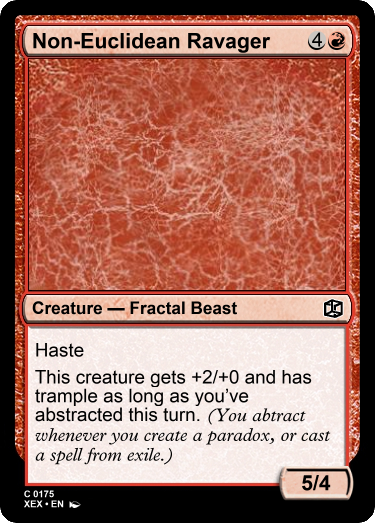 Non-Euclidean Ravager 4
Creature — Fractal Beast
Haste
This creature gets +2/+0 and has
trample as long as you've
abstracted this turn. (You abtract
whenever you create a paradox, or cast
a spell from exile.)
5/4
C 0175
XEX • EN